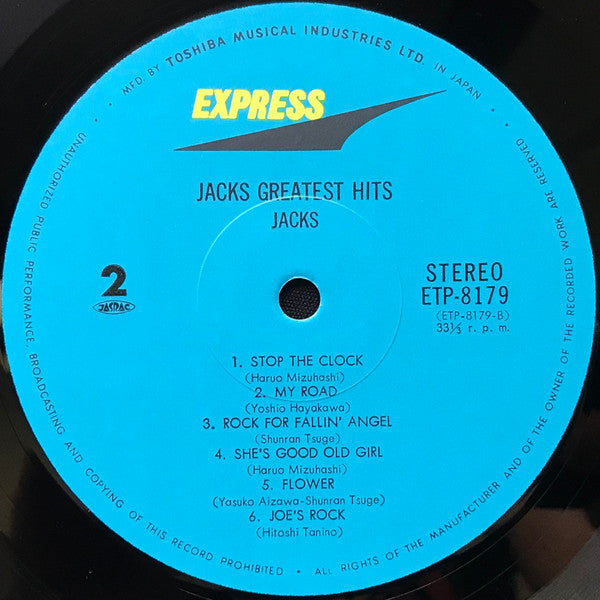 • MFD. BY TOSHIBA MUSICAL INDUSTRIES LTD. IN JAPAN •
EXPRESS
JACKS GREATEST HITS
JACKS
2
JASRAC
STEREO
ETP-8179
(ETP-8179-B)
33⅓ r. p. m.
1. STOP THE CLOCK
(Haruo Mizuhashi)
2. MY ROAD
(Yoshio Hayakawa)
3. ROCK FOR FALLIN' ANGEL
(Shunran Tsuge)
4. SHE'S GOOD OLD GIRL
(Haruo Mizuhashi)
5. FLOWER
(Yasuko Aizawa-Shunran Tsuge)
6. JOE'S ROCK
(Hitoshi Tanino)
UNAUTHORIZED PUBLIC PERFORMANCE, BROADCASTING AND COPYING OF THIS RECORD PROHIBITED • ALL RIGHTS OF THE MANUFACTURER AND OF THE OWNER OF THE RECORDED WORK ARE RESERVED